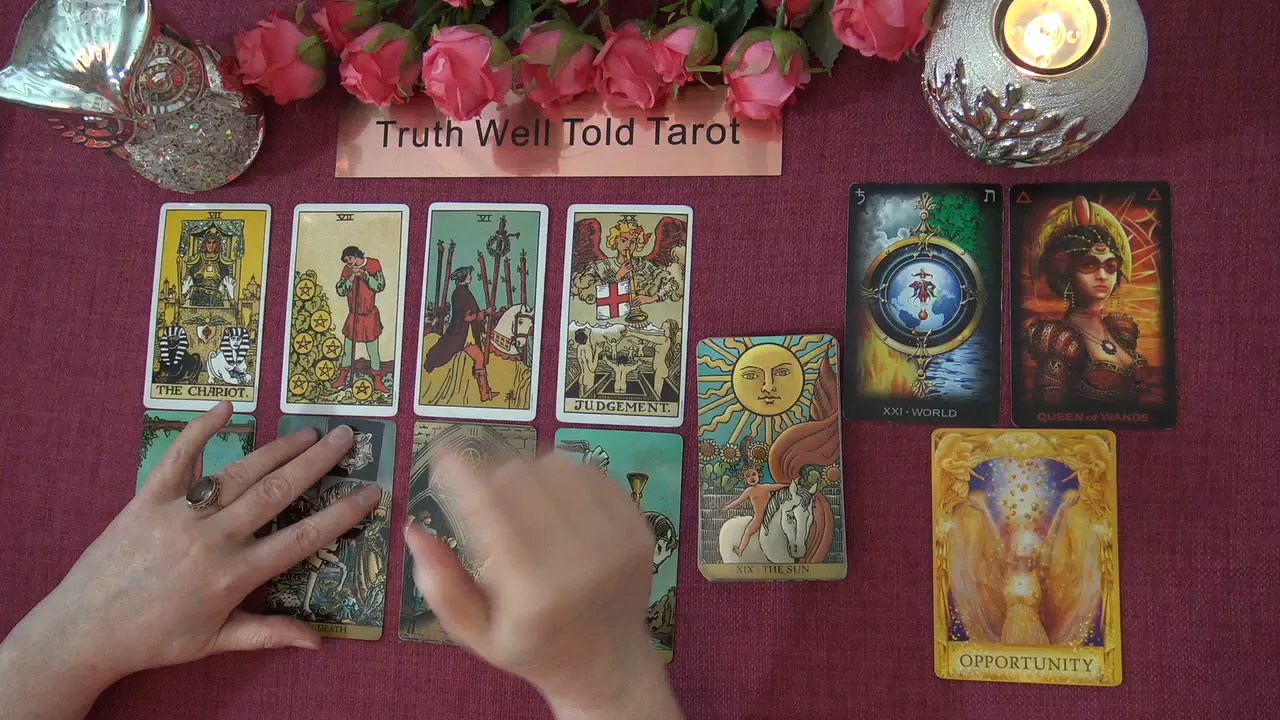 Truth Well Told Tarot
VII
VII
VI
XX
THE CHARIOT.
JUDGEMENT.
ת
XXI · WORLD
QUEEN OF WANDS
DEATH
XIX · THE SUN
OPPORTUNITY